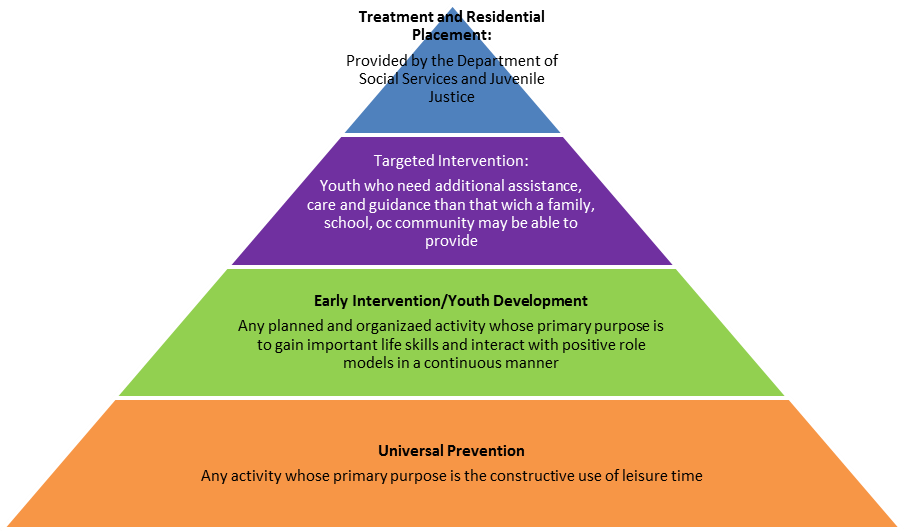 Treatment and Residential
Placement:
Provided by the Department of
Social Services and Juvenile
Justice
Targeted Intervention:
Youth who need additional assistance,
care and guidance than that wich a family,
school, oc community may be able to
provide
Early Intervention/Youth Development
Any planned and organizaed activity whose primary purpose is
to gain important life skills and interact with positive role
models in a continuous manner
Universal Prevention
Any activity whose primary purpose is the constructive use of leisure time